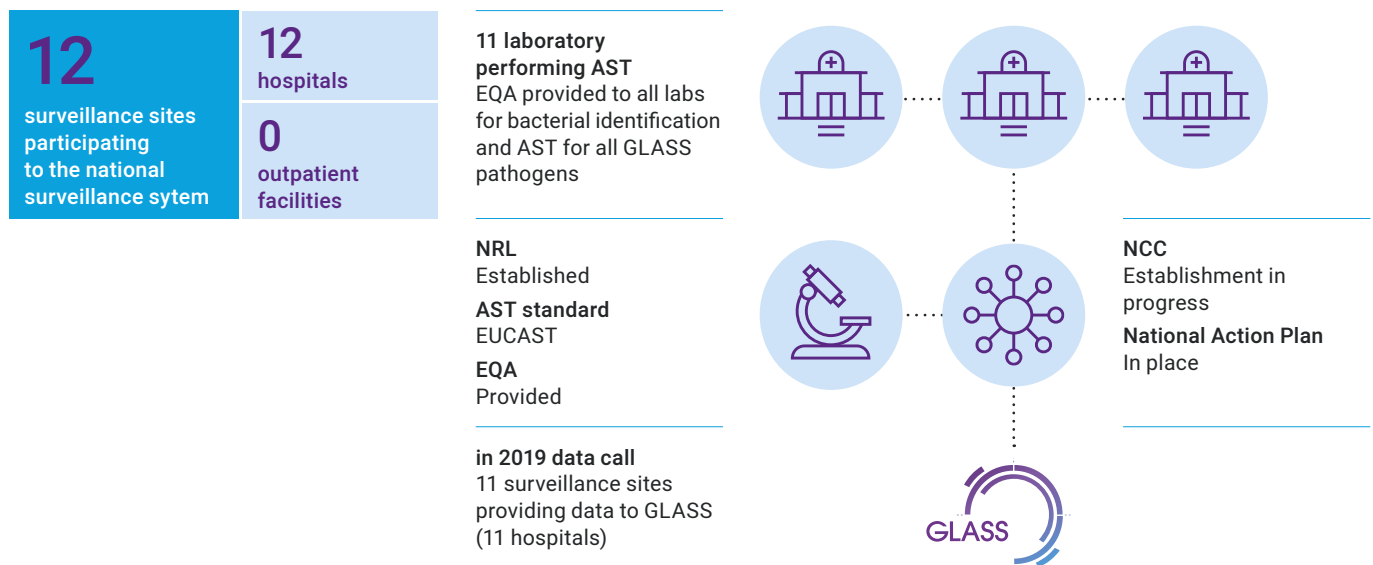 12
surveillance sites
participating
to the national
surveillance sytem
12
hospitals
0
outpatient
facilities
11 laboratory
performing AST
EQA provided to all labs
for bacterial identification
and AST for all GLASS
pathogens
NRL
Established
AST standard
EUCAST
EQA
Provided
NCC
Establishment in
progress
National Action Plan
In place
in 2019 data call
11 surveillance sites
providing data to GLASS
(11 hospitals)
GLASS